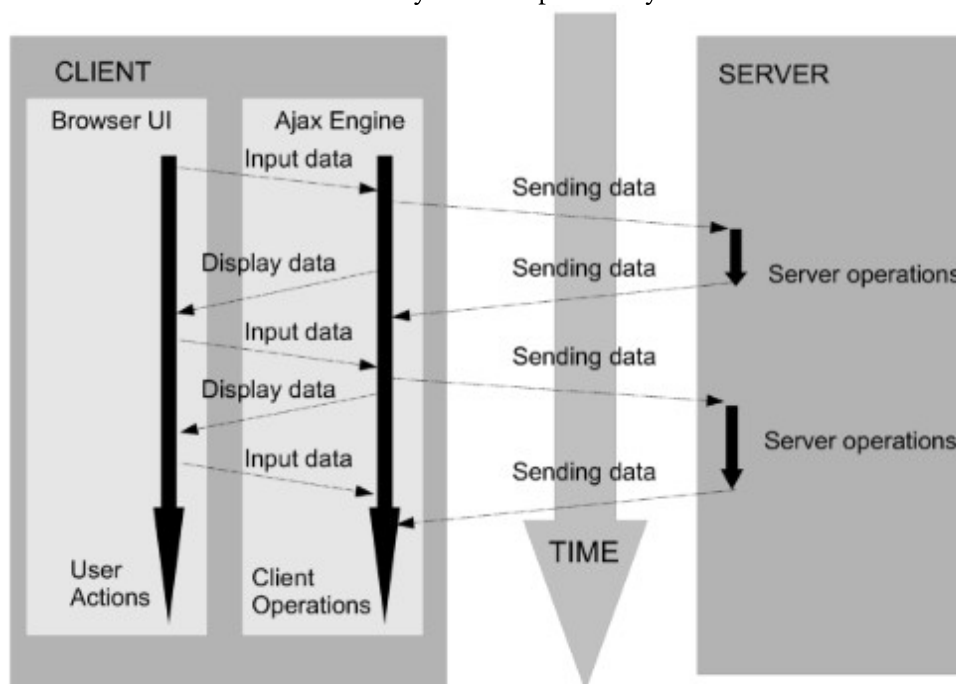 CLIENT
SERVER
Browser UI
Ajax Engine
Input data
Sending data
Display data
Sending data
Server operations
Input data
Sending data
Display data
Server operations
Input data
Sending data
TIME
User
Actions
Client
Operations